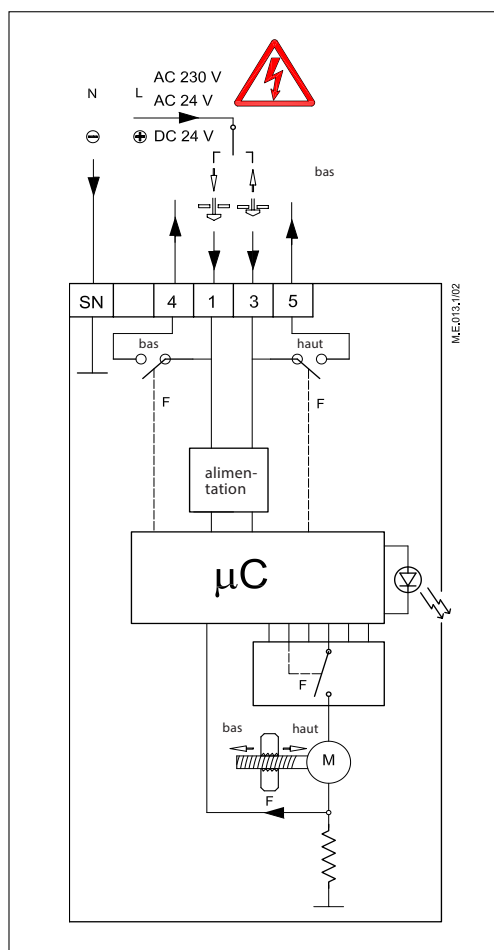 AC 230 V
N L AC 24 V
DC 24 V
bas
SN 4 1 3 5
M.E.013.1/02
bas haut
F F
alimen-
tation
µC
F
bas haut
M
F